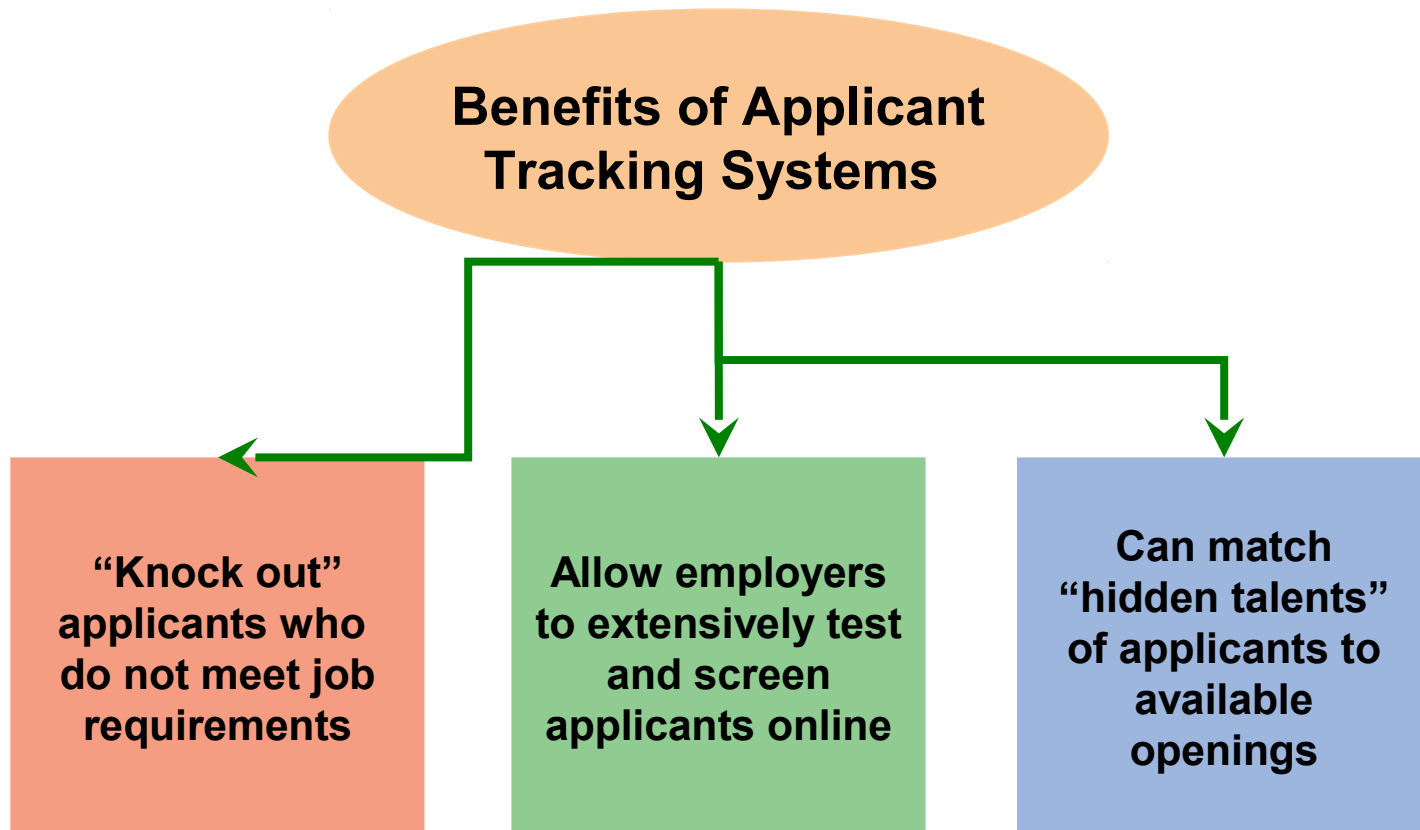 Benefits of Applicant
Tracking Systems
“Knock out”
applicants who
do not meet job
requirements
Allow employers
to extensively test
and screen
applicants online
Can match
“hidden talents”
of applicants to
available
openings